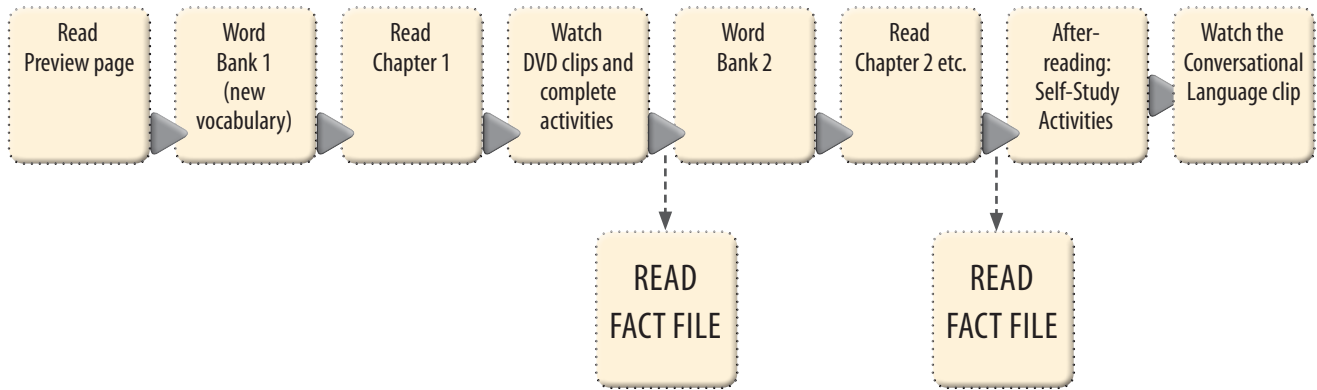 Read
Preview page
Word
Bank 1
(new
vocabulary)
Read
Chapter 1
Watch
DVD clips and
complete
activities
Word
Bank 2
Read
Chapter 2 etc.
After-
reading:
Self-Study
Activities
Watch the
Conversational
Language clip
READ
FACT FILE
READ
FACT FILE